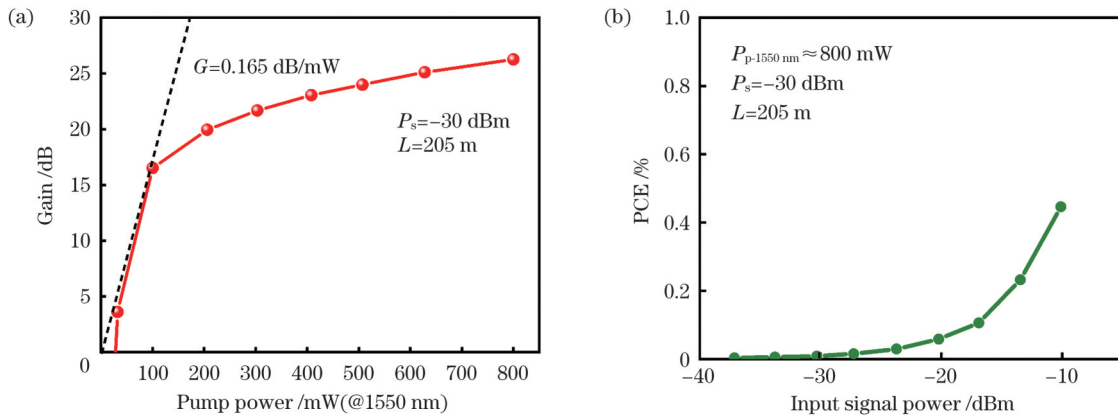 (a)
30
25
20
15
10
5
0
Gain /dB
G=0.165 dB/mW
Pₛ=−30 dBm
L=205 m
100 200 300 400 500 600 700 800
Pump power /mW(@1550 nm)
(b)
1.0
0.8
0.6
0.4
0.2
0
PCE /%
Pₚ₋₁₅₅₀ ₙₘ≈800 mW
Pₛ=−30 dBm
L=205 m
−40 −30 −20 −10
Input signal power /dBm